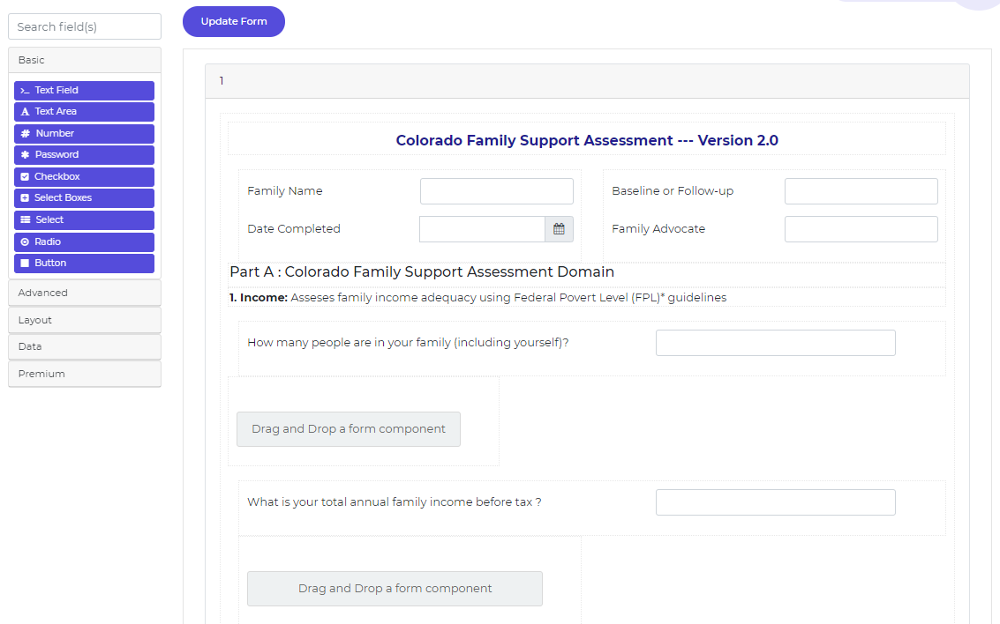 Search field(s)
Update Form
Basic
Text Field
Text Area
Number
Password
Checkbox
Select Boxes
Select
Radio
Button
Advanced
Layout
Data
Premium
1
Colorado Family Support Assessment --- Version 2.0
Family Name
Baseline or Follow-up
Date Completed
Family Advocate
Part A : Colorado Family Support Assessment Domain
1. Income: Asseses family income adequacy using Federal Povert Level (FPL)* guidelines
How many people are in your family (including yourself)?
Drag and Drop a form component
What is your total annual family income before tax ?
Drag and Drop a form component